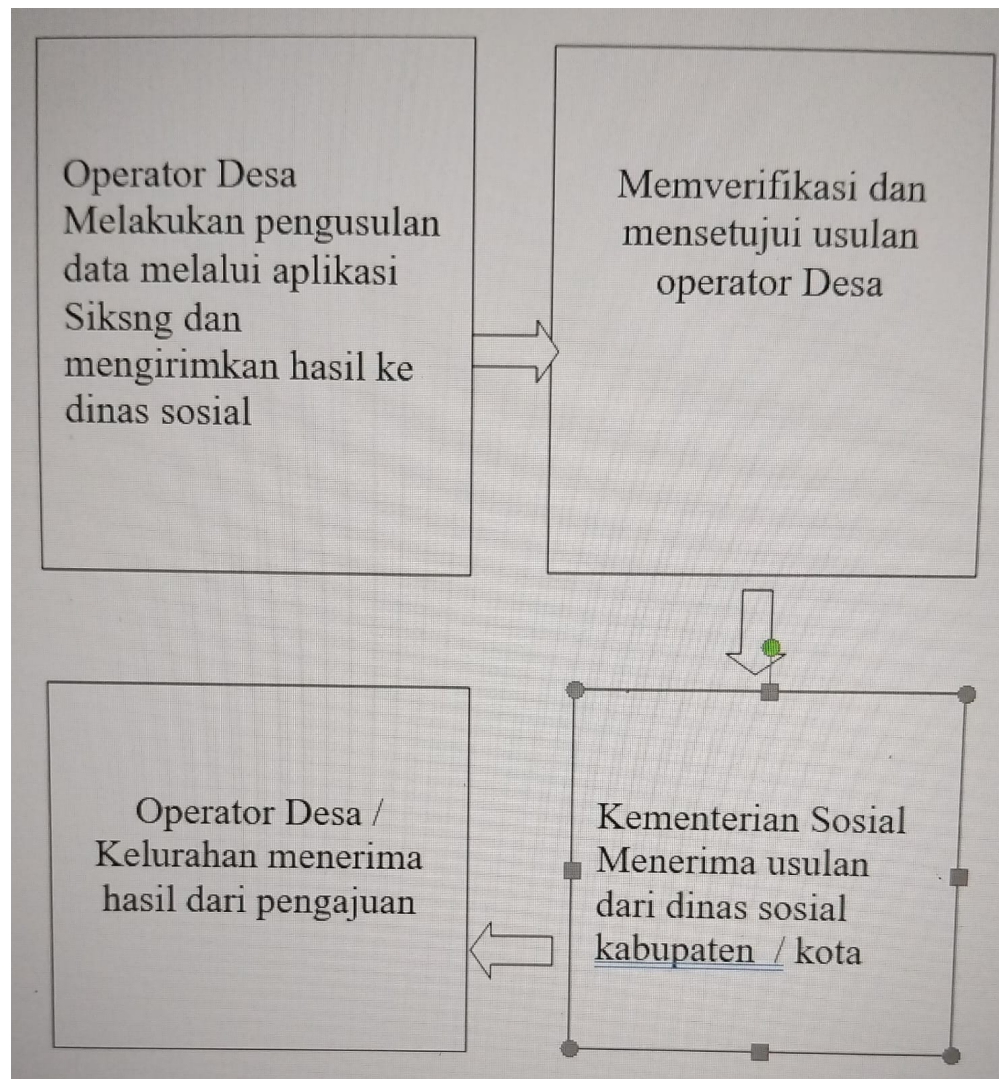 Operator Desa
Melakukan pengusulan
data melalui aplikasi
Siksng dan
mengirimkan hasil ke
dinas sosial
Memverifikasi dan
mensetujui usulan
operator Desa
Kementerian Sosial
Menerima usulan
dari dinas sosial
kabupaten / kota
Operator Desa /
Kelurahan menerima
hasil dari pengajuan